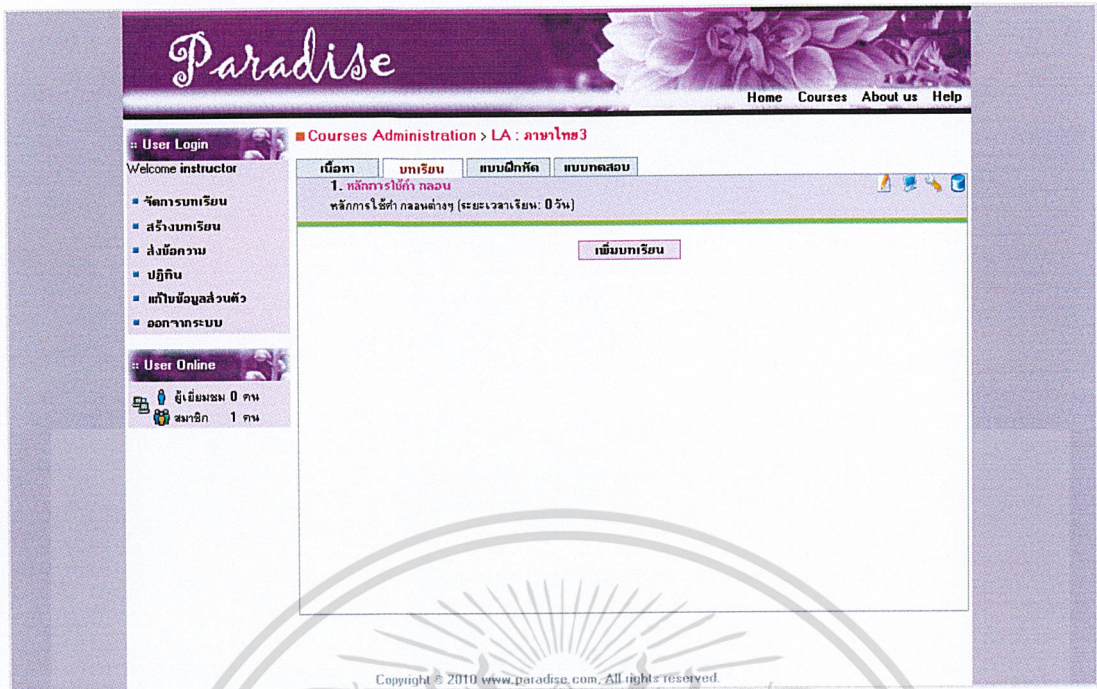 Paradise
Home Courses About us Help
:: User Login
Welcome instructor
จัดการบทเรียน
สร้างบทเรียน
ส่งข้อความ
ปฏิทิน
แก้ไขข้อมูลส่วนตัว
ออกจากระบบ
:: User Online
ผู้เยี่ยมชม 0 คน
สมาชิก 1 คน
Courses Administration > LA : ภาษาไทย3
เนื้อหา บทเรียน แบบฝึกหัด แบบทดสอบ
1. หลักการใช้คำ กลอน
หลักการใช้คำ กลอนต่างๆ (ระยะเวลาเรียน: 0 วัน)
เพิ่มบทเรียน
Copyright © 2010 www.paradise.com, All rights reserved.